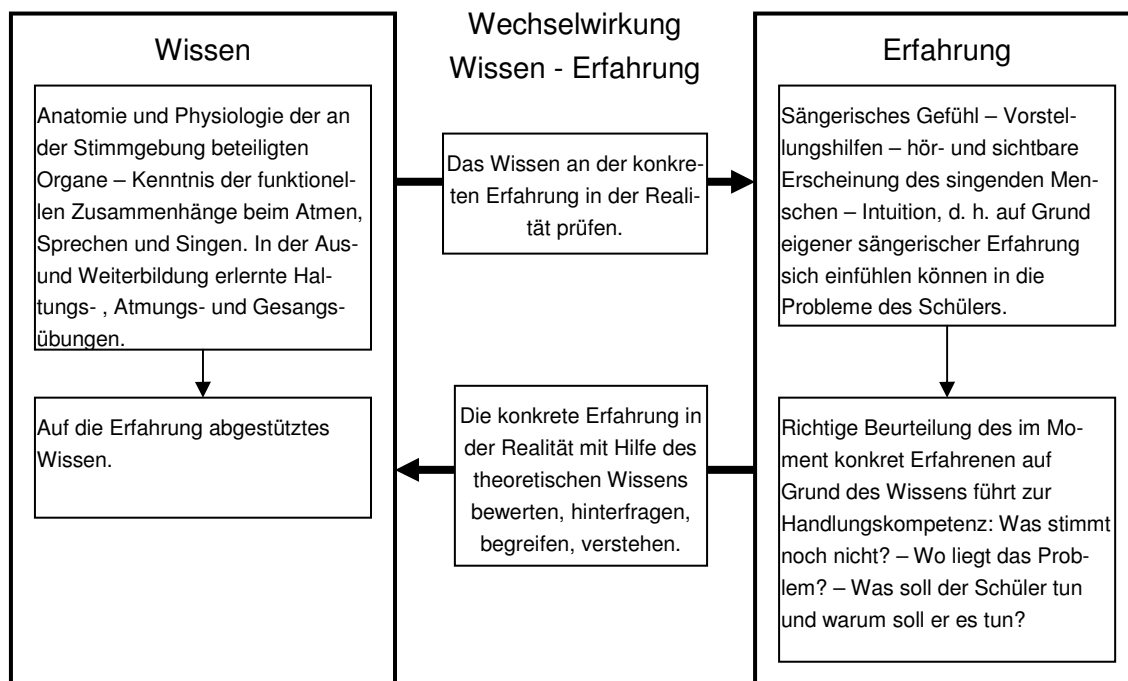 Wissen
Anatomie und Physiologie der an
der Stimmgebung beteiligten
Organe – Kenntnis der funktionel-
len Zusammenhänge beim Atmen,
Sprechen und Singen. In der Aus-
und Weiterbildung erlernte Hal-
tungs- , Atmungs- und Gesangs-
übungen.
Auf die Erfahrung abgestütztes
Wissen.
Wechselwirkung
Wissen - Erfahrung
Das Wissen an der konkre-
ten Erfahrung in der Reali-
tät prüfen.
Die konkrete Erfahrung in
der Realität mit Hilfe des
theoretischen Wissens
bewerten, hinterfragen,
begreifen, verstehen.
Erfahrung
Sängerisches Gefühl – Vorstel-
lungshilfen – hör- und sichtbare
Erscheinung des singenden Men-
schen – Intuition, d. h. auf Grund
eigener sängerischer Erfahrung
sich einfühlen können in die
Probleme des Schülers.
Richtige Beurteilung des im Mo-
ment konkret Erfahrenen auf
Grund des Wissens führt zur
Handlungskompetenz: Was stimmt
noch nicht? – Wo liegt das Prob-
lem? – Was soll der Schüler tun
und warum soll er es tun?